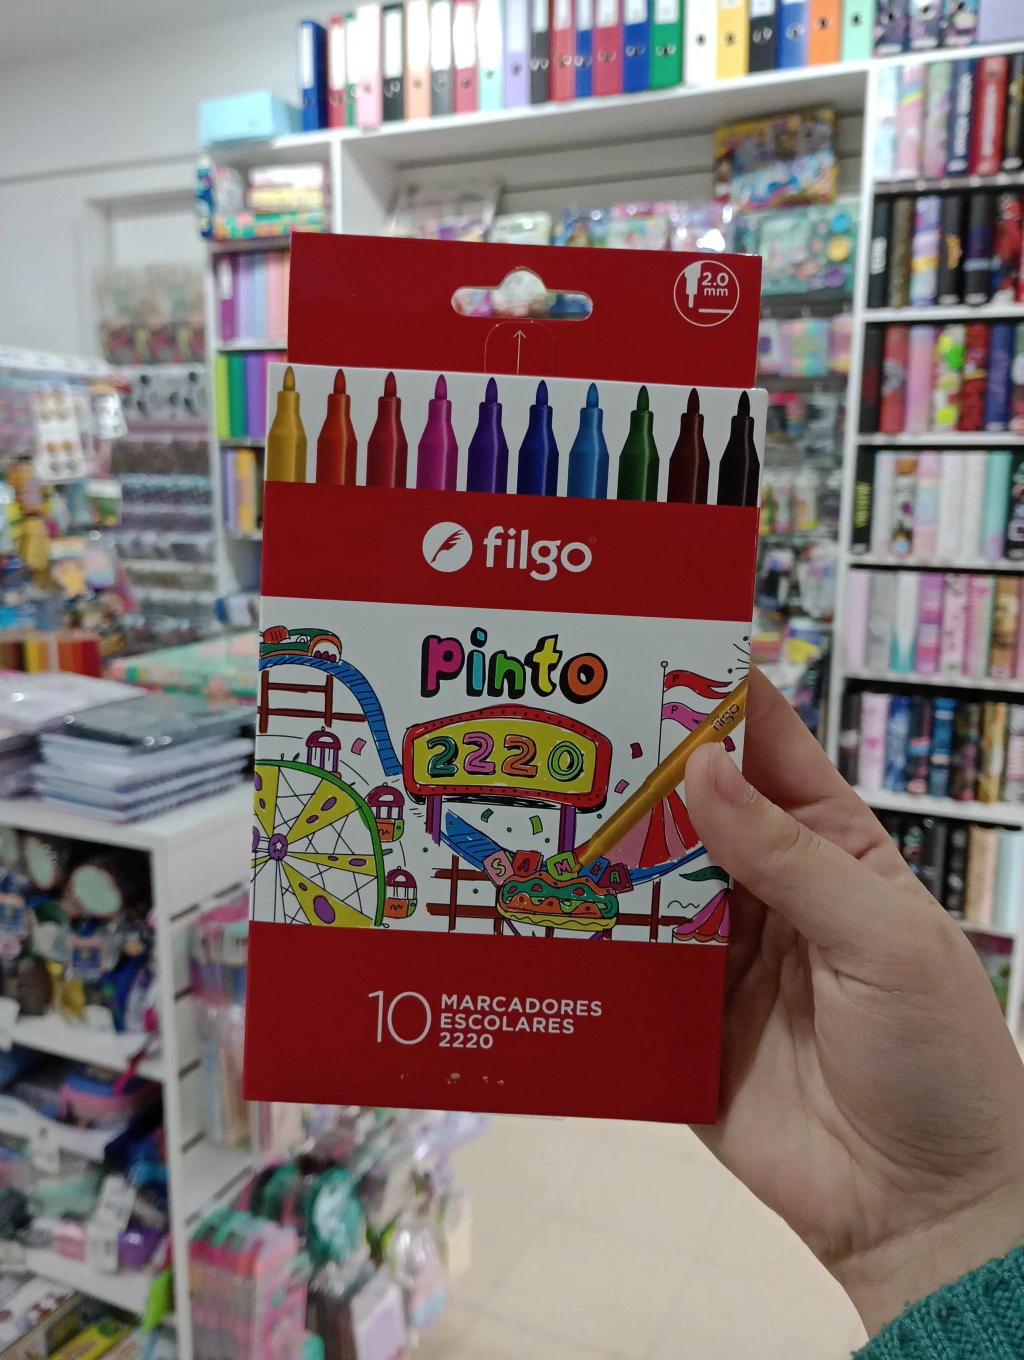 2.0
mm
filgo
pinto
2220
filgo
P
P
SAMBA
10 MARCADORES
ESCOLARES
2220